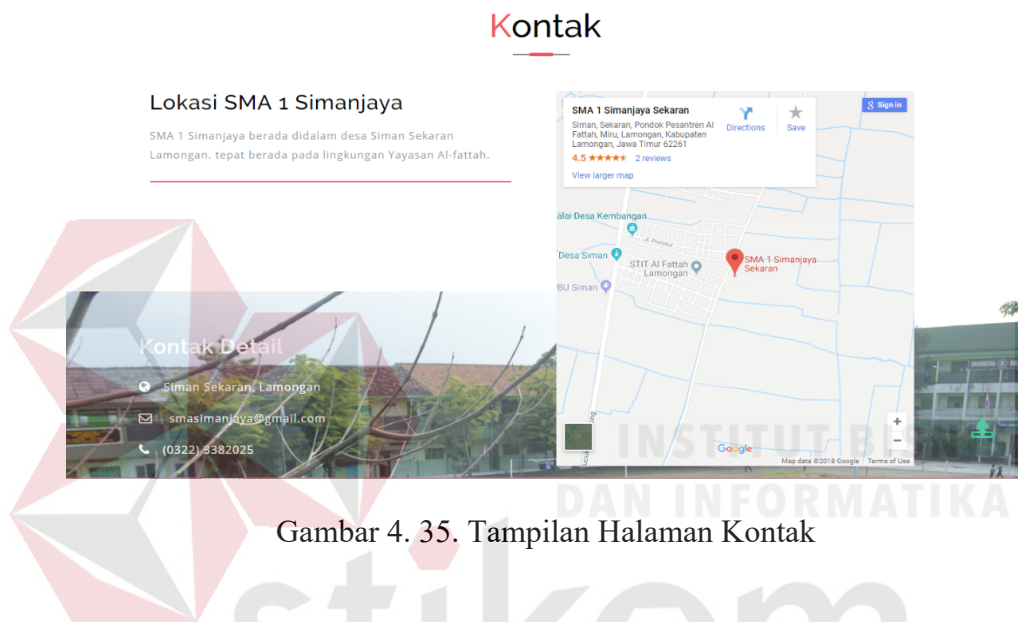 Kontak
Lokasi SMA 1 Simanjaya
SMA 1 Simanjaya berada didalam desa Siman Sekaran
Lamongan. tepat berada pada lingkungan Yayasan Al-fattah.
SMA 1 Simanjaya Sekaran
Siman, Sekaran, Pondok Pesantren Al
Fattah, Miru, Lamongan, Kabupaten
Lamongan, Jawa Timur 62261
4.5 ★★★★★ 2 reviews
View larger map
Directions
Save
Sign in
alai Desa Kembangan
Jl. Protokol
Desa Siman
STIT Al Fattah
Lamongan
SMA 1 Simanjaya
Sekaran
BU Siman
Google
Map data ©2018 Google Terms of Use
Kontak Detail
Siman Sekaran, Lamongan
smasimanjaya@gmail.com
(0322) 3382025
INSTITUT BIS
DAN INFORMATIKA
Gambar 4. 35. Tampilan Halaman Kontak
stikom